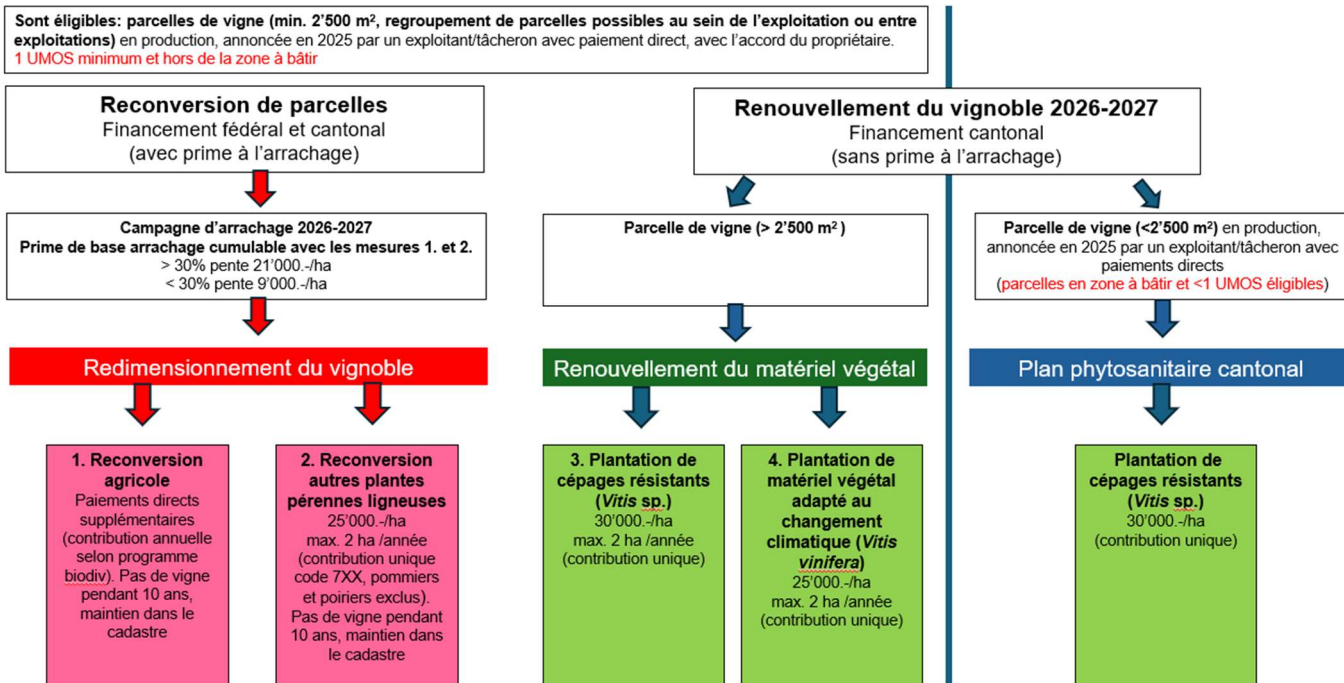 Sont éligibles: parcelles de vigne (min. 2’500 m², regroupement de parcelles possibles au sein de l’exploitation ou entre
exploitations) en production, annoncée en 2025 par un exploitant/tâcheron avec paiement direct, avec l’accord du propriétaire.
1 UMOS minimum et hors de la zone à bâtir
Reconversion de parcelles
Financement fédéral et cantonal
(avec prime à l’arrachage)
Renouvellement du vignoble 2026-2027
Financement cantonal
(sans prime à l’arrachage)
Campagne d’arrachage 2026-2027
Prime de base arrachage cumulable avec les mesures 1. et 2.
> 30% pente 21’000.-/ha
< 30% pente 9’000.-/ha
Parcelle de vigne (> 2’500 m² )
Parcelle de vigne (<2’500 m²) en production,
annoncée en 2025 par un exploitant/tâcheron avec
paiements directs
(parcelles en zone à bâtir et <1 UMOS éligibles)
Redimensionnement du vignoble
Renouvellement du matériel végétal
Plan phytosanitaire cantonal
1. Reconversion
agricole
Paiements directs
supplémentaires
(contribution annuelle
selon programme
biodiv). Pas de vigne
pendant 10 ans,
maintien dans le
cadastre
2. Reconversion
autres plantes
pérennes ligneuses
25’000.-/ha
max. 2 ha /année
(contribution unique
code 7XX, pommiers
et poiriers exclus).
Pas de vigne pendant
10 ans, maintien dans
le cadastre
3. Plantation de
cépages résistants
(Vitis sp.)
30’000.-/ha
max. 2 ha /année
(contribution unique)
4. Plantation de
matériel végétal
adapté au
changement
climatique (Vitis
vinifera)
25’000.-/ha
max. 2 ha /année
(contribution unique)
Plantation de
cépages résistants
(Vitis sp.)
30’000.-/ha
(contribution unique)